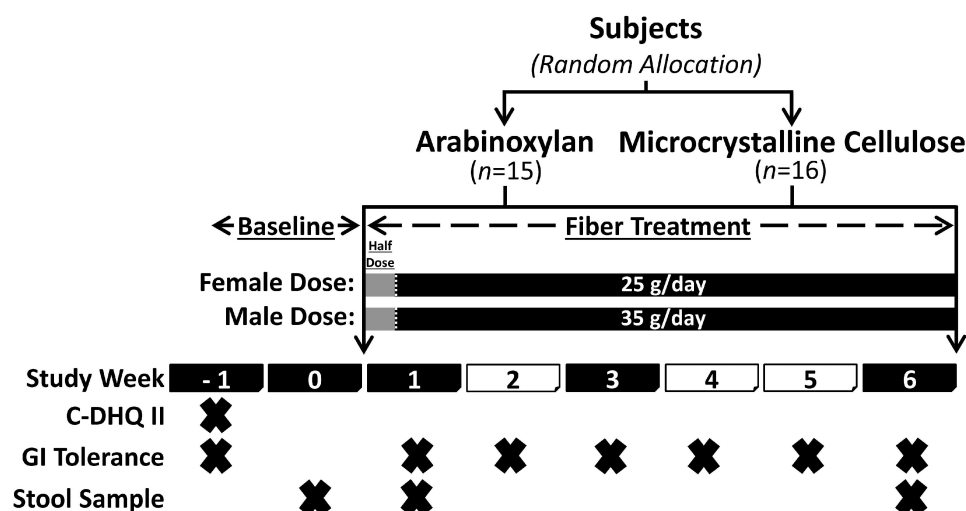 Subjects
(Random Allocation)
Arabinoxylan Microcrystalline Cellulose
(n=15) (n=16)
Baseline Fiber Treatment
Half
Dose
Female Dose: 25 g/day
Male Dose: 35 g/day
Study Week - 1 0 1 2 3 4 5 6
C-DHQ II
GI Tolerance
Stool Sample